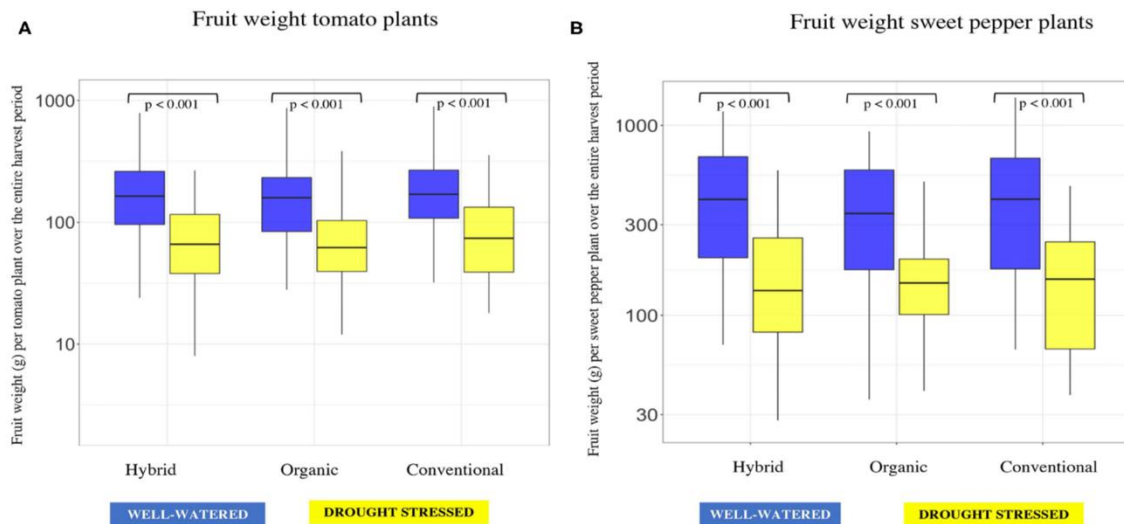 A
Fruit weight tomato plants
Fruit weight (g) per tomato plant over the entire harvest period
1000
100
10
p < 0.001
p < 0.001
p < 0.001
Hybrid
Organic
Conventional
WELL-WATERED
DROUGHT STRESSED
B
Fruit weight sweet pepper plants
Fruit weight (g) per sweet pepper plant over the entire harvest period
1000
300
100
30
p < 0.001
p < 0.001
p < 0.001
Hybrid
Organic
Conventional
WELL-WATERED
DROUGHT STRESSED